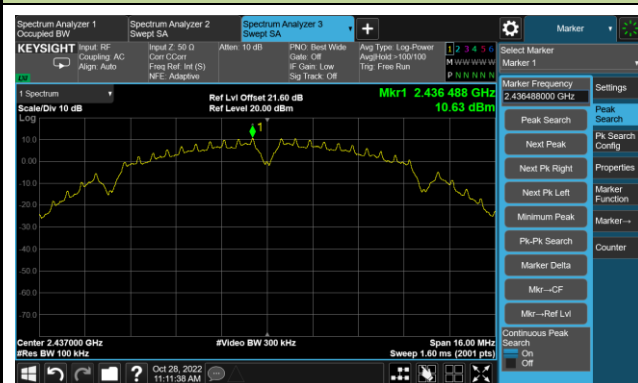 Spectrum Analyzer 1
Occupied BW
Spectrum Analyzer 2
Swept SA
Spectrum Analyzer 3
Swept SA
+
Marker
KEYSIGHT
Input: RF
Coupling: AC
Align: Auto
Input Z: 50 Ω
Corr CCorr
Freq Ref: Int (S)
NFE: Adaptive
Atten: 10 dB
PNO: Best Wide
Gate: Off
IF Gain: Low
Sig Track: Off
Avg Type: Log-Power
Avg|Hold:>100/100
Trig: Free Run
1 2 3 4 5 6
M W W W W W
P N N N N N
LXI
Select Marker
Marker 1
1 Spectrum
Scale/Div 10 dB
Log
Ref Lvl Offset 21.60 dB
Ref Level 20.00 dBm
Mkr1 2.436 488 GHz
10.63 dBm
1
10.0
0.00
-10.0
-20.0
-30.0
-40.0
-50.0
-60.0
-70.0
Center 2.437000 GHz
#Res BW 100 kHz
#Video BW 300 kHz
Span 16.00 MHz
Sweep 1.60 ms (2001 pts)
Marker Frequency
2.436488000 GHz
Peak Search
Next Peak
Next Pk Right
Next Pk Left
Minimum Peak
Pk-Pk Search
Marker Delta
Mkr→CF
Mkr→Ref Lvl
Continuous Peak
Search
On
Off
Settings
Peak
Search
Pk Search
Config
Properties
Marker
Function
Marker→
Counter
?
Oct 28, 2022
11:11:38 AM